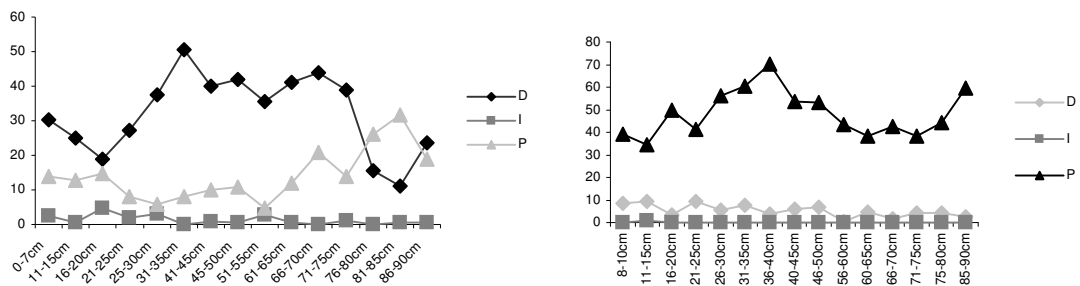 60
50
40
30
20
10
0
0-7cm
11-15cm
16-20cm
21-25cm
25-30cm
31-35cm
41-45cm
45-50cm
51-55cm
61-65cm
66-70cm
71-75cm
76-80cm
81-85cm
86-90cm
D
I
P
80
70
60
50
40
30
20
10
0
8-10cm
11-15cm
16-20cm
21-25cm
26-30cm
31-35cm
36-40cm
40-45cm
46-50cm
56-60cm
60-65cm
66-70cm
71-75cm
75-80cm
85-90cm
D
I
P